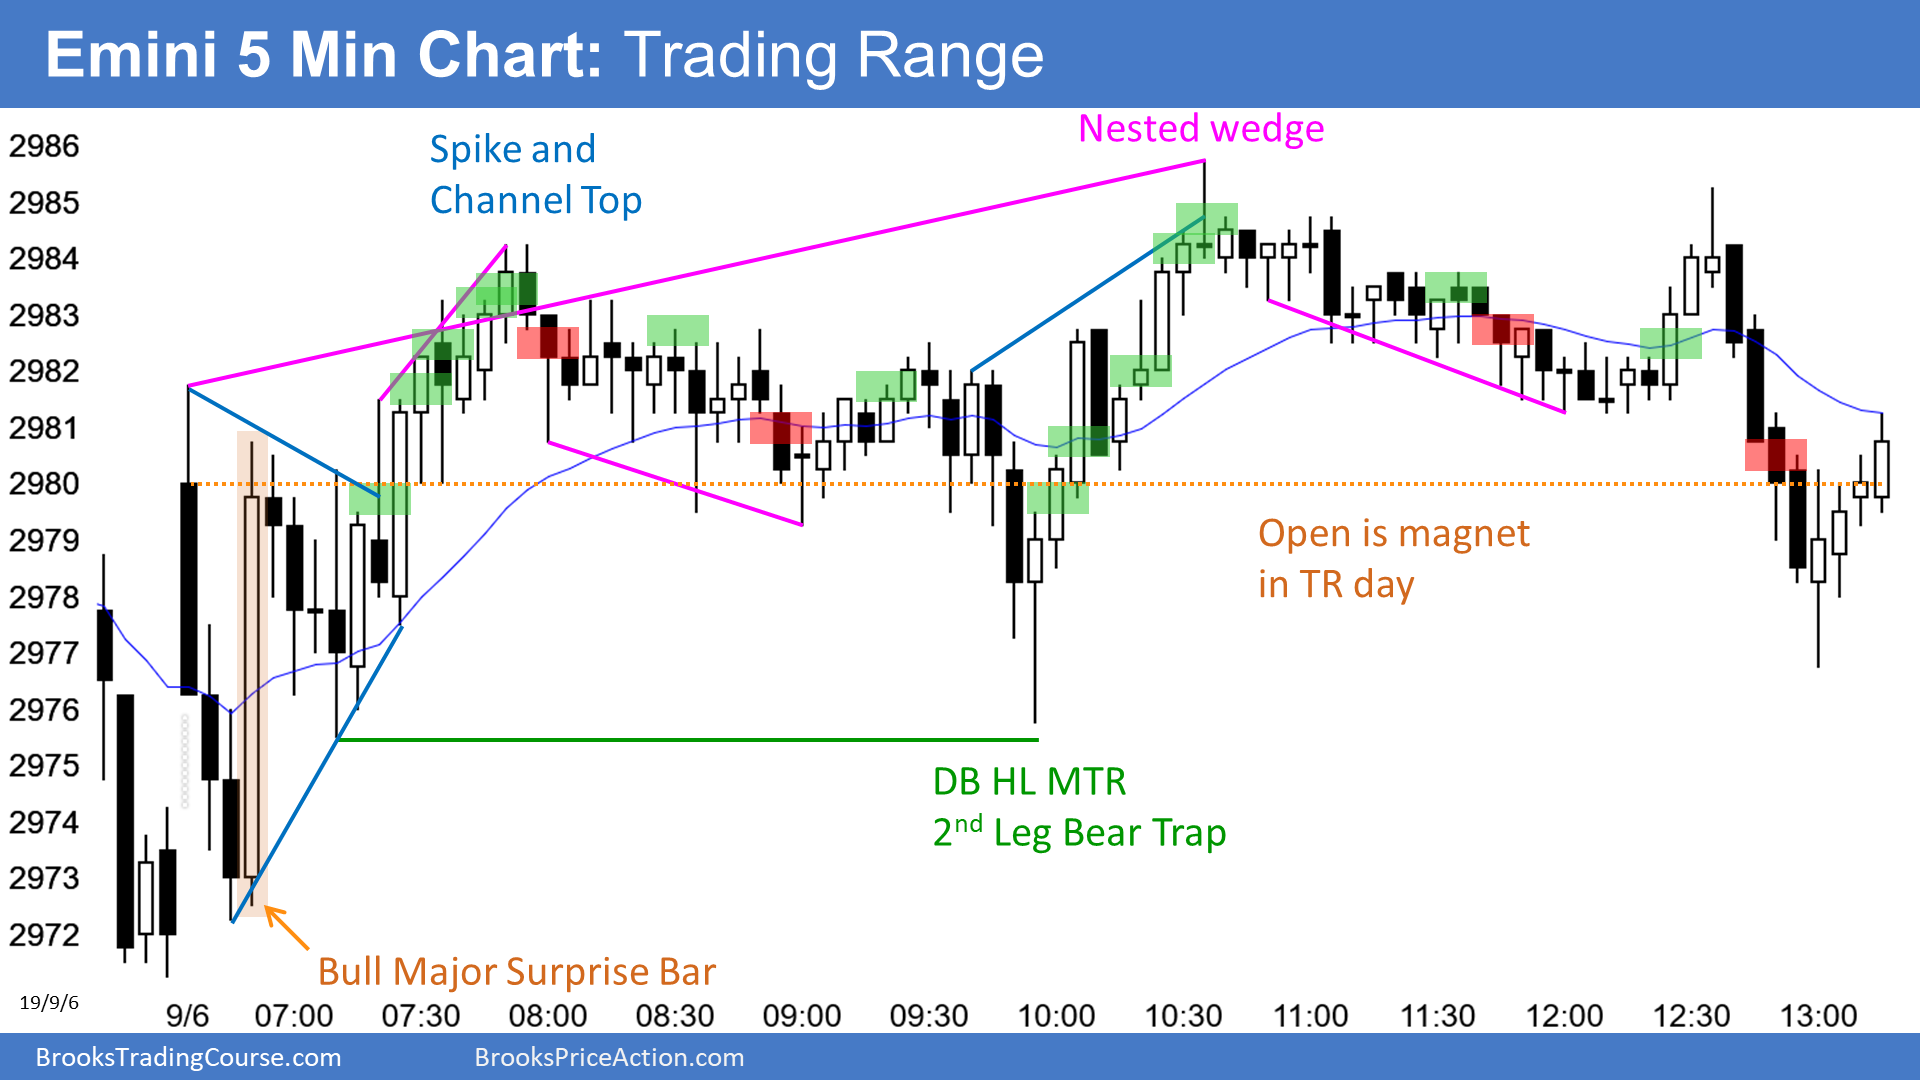 Emini 5 Min Chart: Trading Range
Nested wedge
Spike and
Channel Top
2986
2985
2984
2983
2982
2981
2980
2979
2978
2977
2976
2975
2974
2973
2972
Open is magnet
in TR day
DB HL MTR
2nd Leg Bear Trap
Bull Major Surprise Bar
19/9/6
9/6 07:00 07:30 08:00 08:30 09:00 09:30 10:00 10:30 11:00 11:30 12:00 12:30 13:00
BrooksTradingCourse.com BrooksPriceAction.com